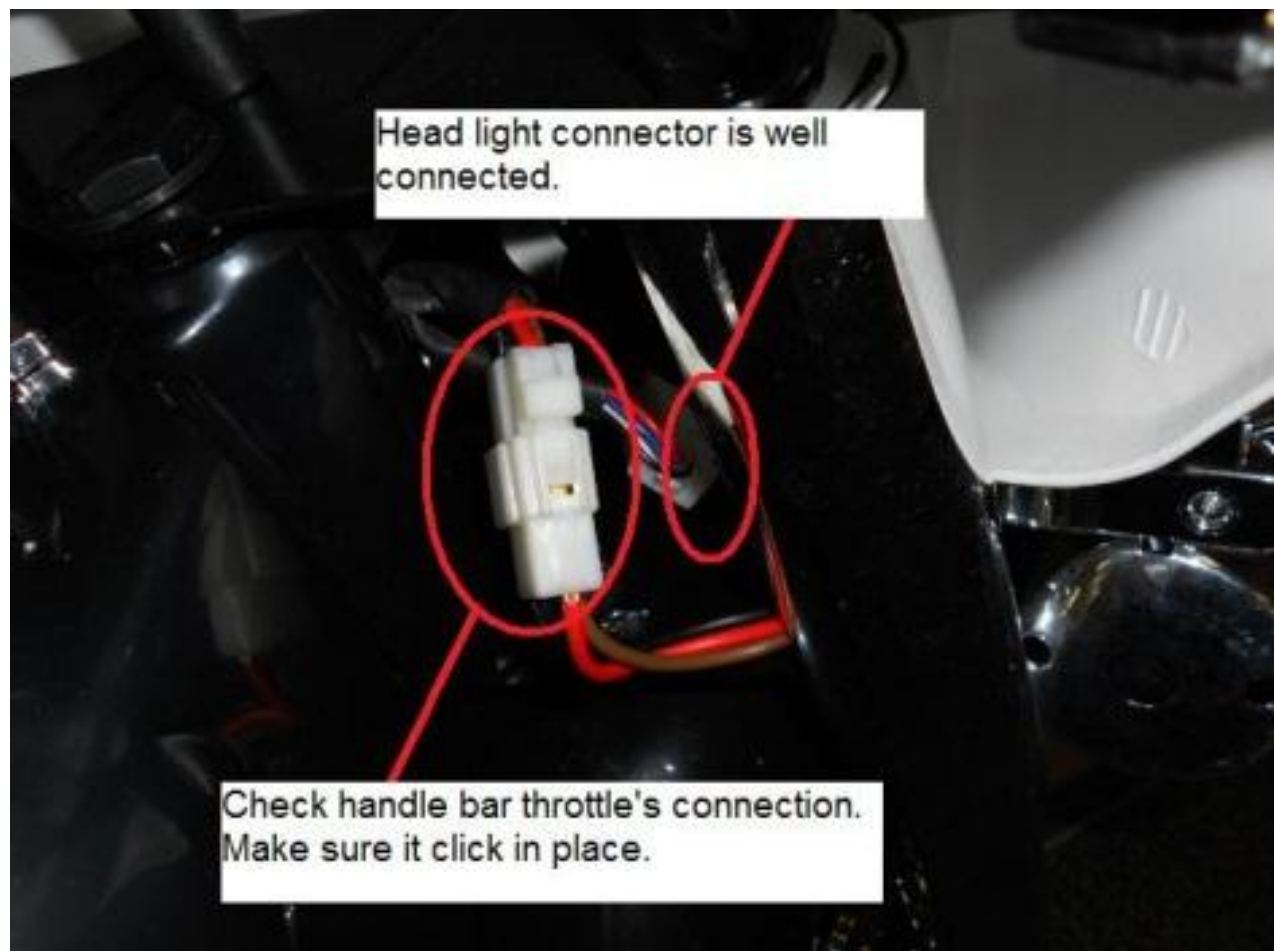 Head light connector is well
connected.
Check handle bar throttle's connection.
Make sure it click in place.